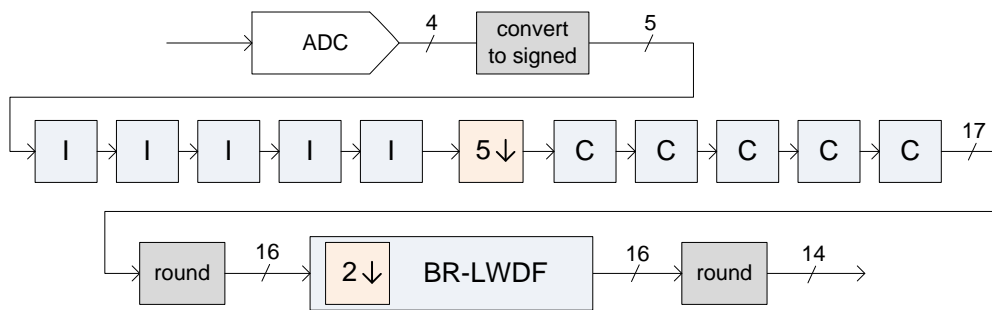 ADC
4
convert
to signed
5
I I I I I 5↓ C C C C C 17
round
16
2↓ BR-LWDF
16
round
14